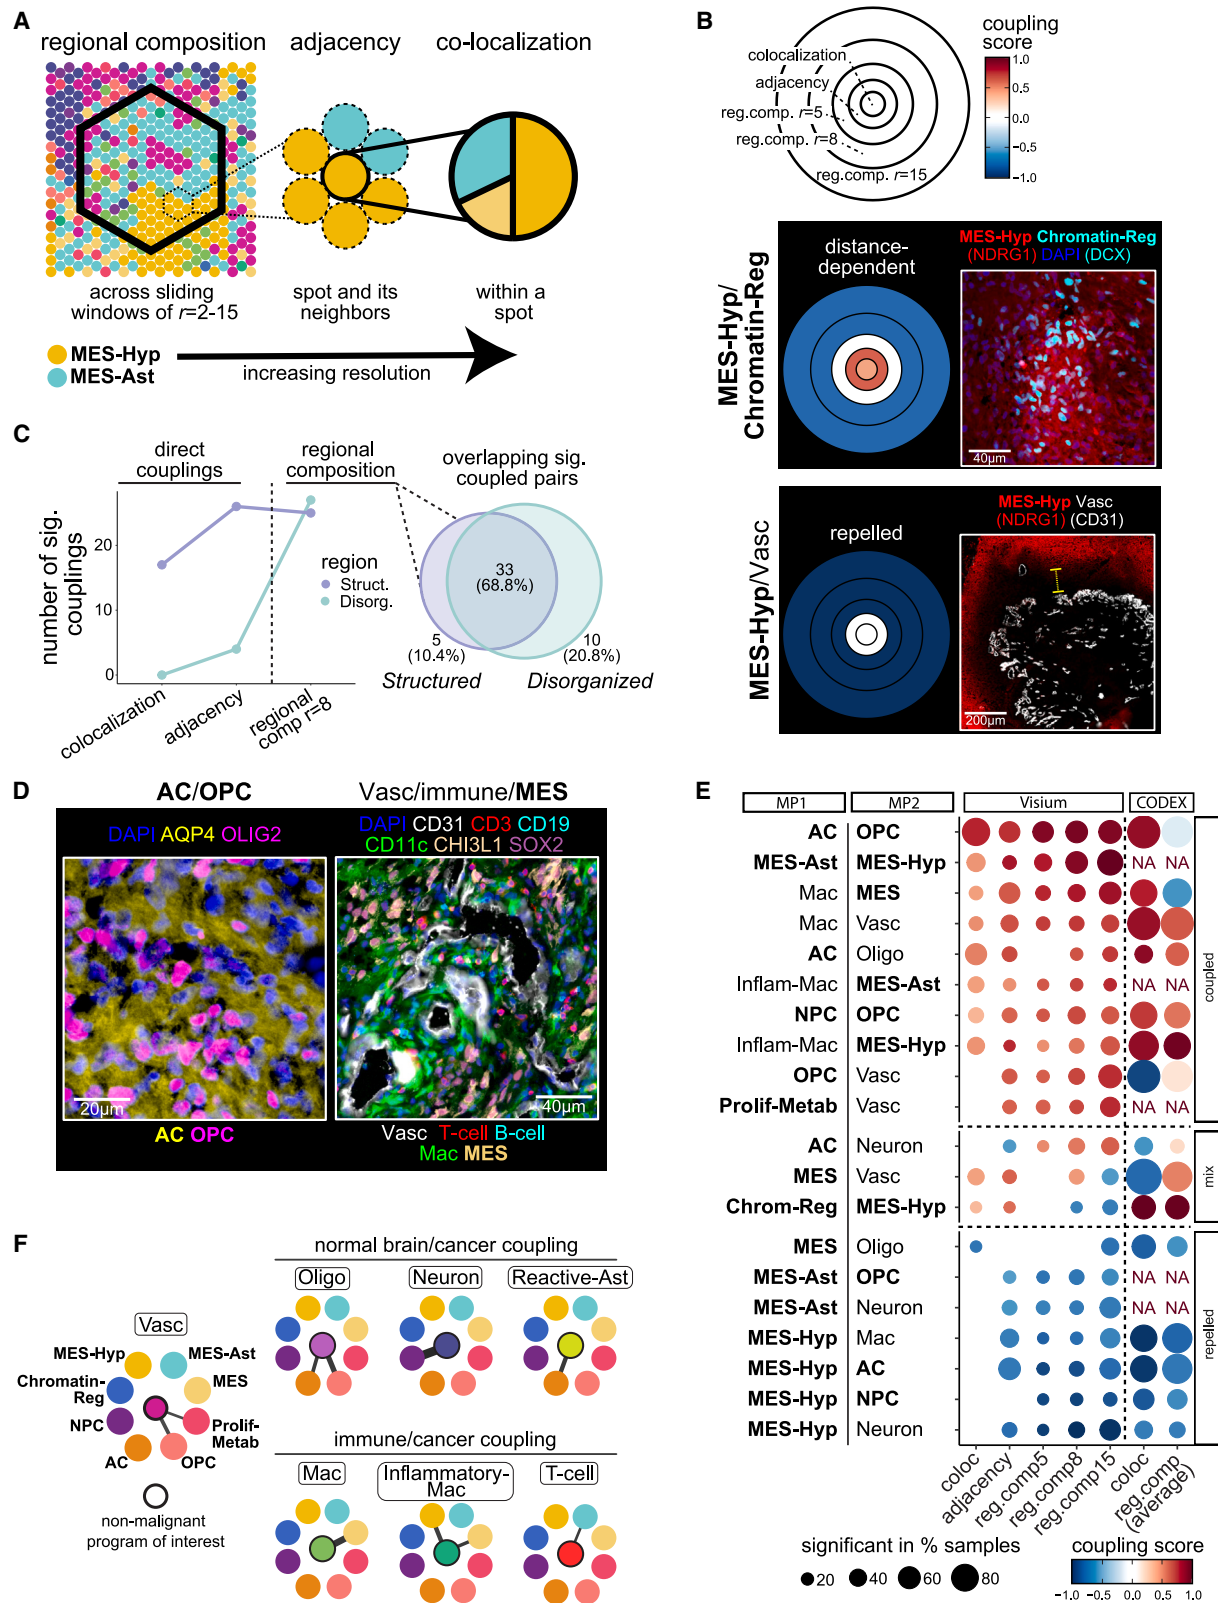 A
regional composition
adjacency
co-localization
across sliding
windows of r=2-15
spot and its
neighbors
within a
spot
MES-Hyp
MES-Ast
increasing resolution
B
colocalization
adjacency
reg.comp. r=5
reg.comp. r=8
reg.comp. r=15
coupling
score
1.0
0.5
0.0
−0.5
−1.0
MES-Hyp/
Chromatin-Reg
distance-
dependent
MES-Hyp Chromatin-Reg
(NDRG1) DAPI (DCX)
40µm
MES-Hyp/Vasc
repelled
MES-Hyp Vasc
(NDRG1) (CD31)
200µm
C
direct
couplings
regional
composition
overlapping sig.
coupled pairs
number of sig.
couplings
20
10
0
region
Struct.
Disorg.
colocalization
adjacency
regional
comp r=8
33
(68.8%)
5
(10.4%)
10
(20.8%)
Structured
Disorganized
D
AC/OPC
Vasc/immune/MES
DAPI AQP4 OLIG2
DAPI CD31 CD3 CD19
CD11c CHI3L1 SOX2
20µm
40µm
AC OPC
Vasc T-cell B-cell
Mac MES
E
MP1 MP2 Visium CODEX
AC OPC
MES-Ast MES-Hyp NA NA
Mac MES
Mac Vasc
AC Oligo
Inflam-Mac MES-Ast NA NA
NPC OPC
Inflam-Mac MES-Hyp
OPC Vasc
Prolif-Metab Vasc NA NA
coupled
AC Neuron
MES Vasc
Chrom-Reg MES-Hyp
mix
MES Oligo
MES-Ast OPC NA NA
MES-Ast Neuron NA NA
MES-Hyp Mac
MES-Hyp AC
MES-Hyp NPC
MES-Hyp Neuron
repelled
coloc
adjacency
reg.comp5
reg.comp8
reg.comp15
coloc
reg.comp
(average)
significant in % samples
20 40 60 80
coupling score
−1.0 −0.5 0.0 0.5 1.0
F
normal brain/cancer coupling
Oligo
Neuron
Reactive-Ast
Vasc
MES-Hyp
MES-Ast
Chromatin-
Reg
MES
NPC
Prolif-
Metab
AC
OPC
non-malignant
program of interest
immune/cancer coupling
Mac
Inflammatory-
Mac
T-cell